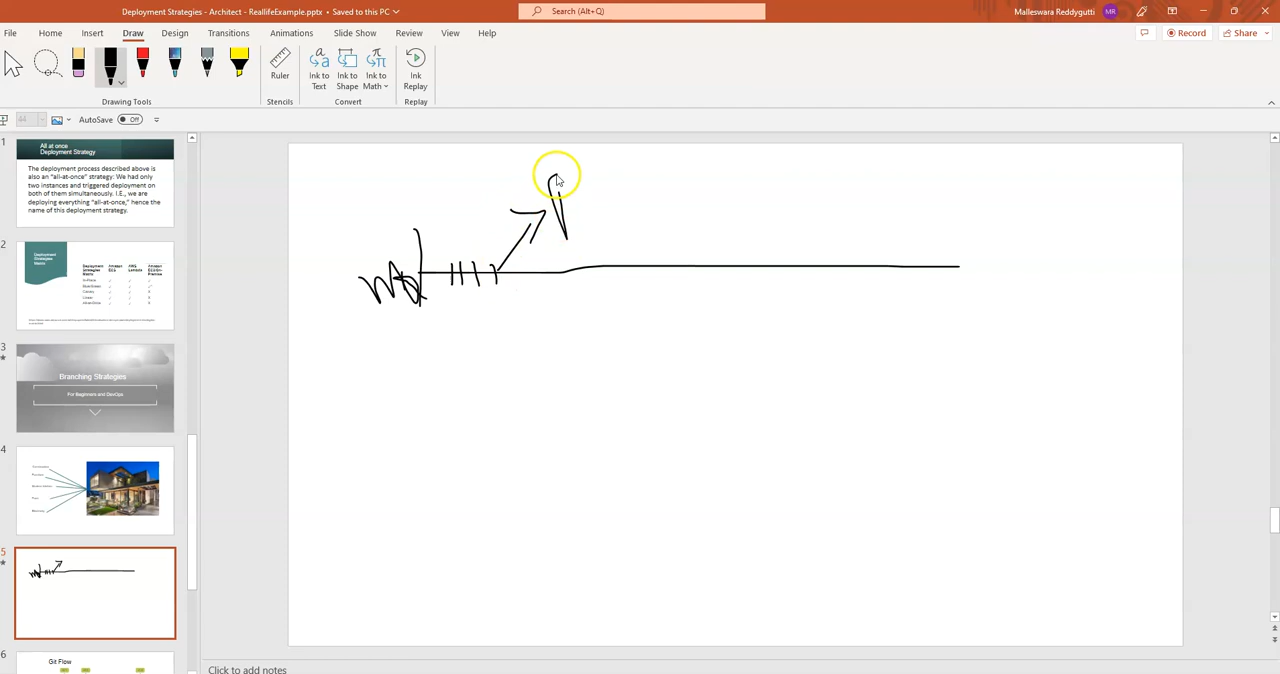 Deployment Strategies - Architect - ReallifeExample.pptx • Saved to this PC
Search (Alt+Q)
Malleswara Reddygutti
MR
File
Home
Insert
Draw
Design
Transitions
Animations
Slide Show
Review
View
Help
Record
Share
Ruler
Ink to Text
Ink to Shape
Ink to Math
Ink Replay
Drawing Tools
Stencils
Convert
Replay
44
AutoSave
Off
1
All at once
Deployment Strategy
The deployment process described above is
also an "all-at-once" strategy. We had only
two instances and triggered deployment on
both of them simultaneously. I.E., we are
deploying everything "all-at-once," hence the
name of this deployment strategy.
2
Deployment
Strategies
Matrix
3
Branching Strategies
For Beginners and DevOps
4
5
6
Git Flow
Click to add notes